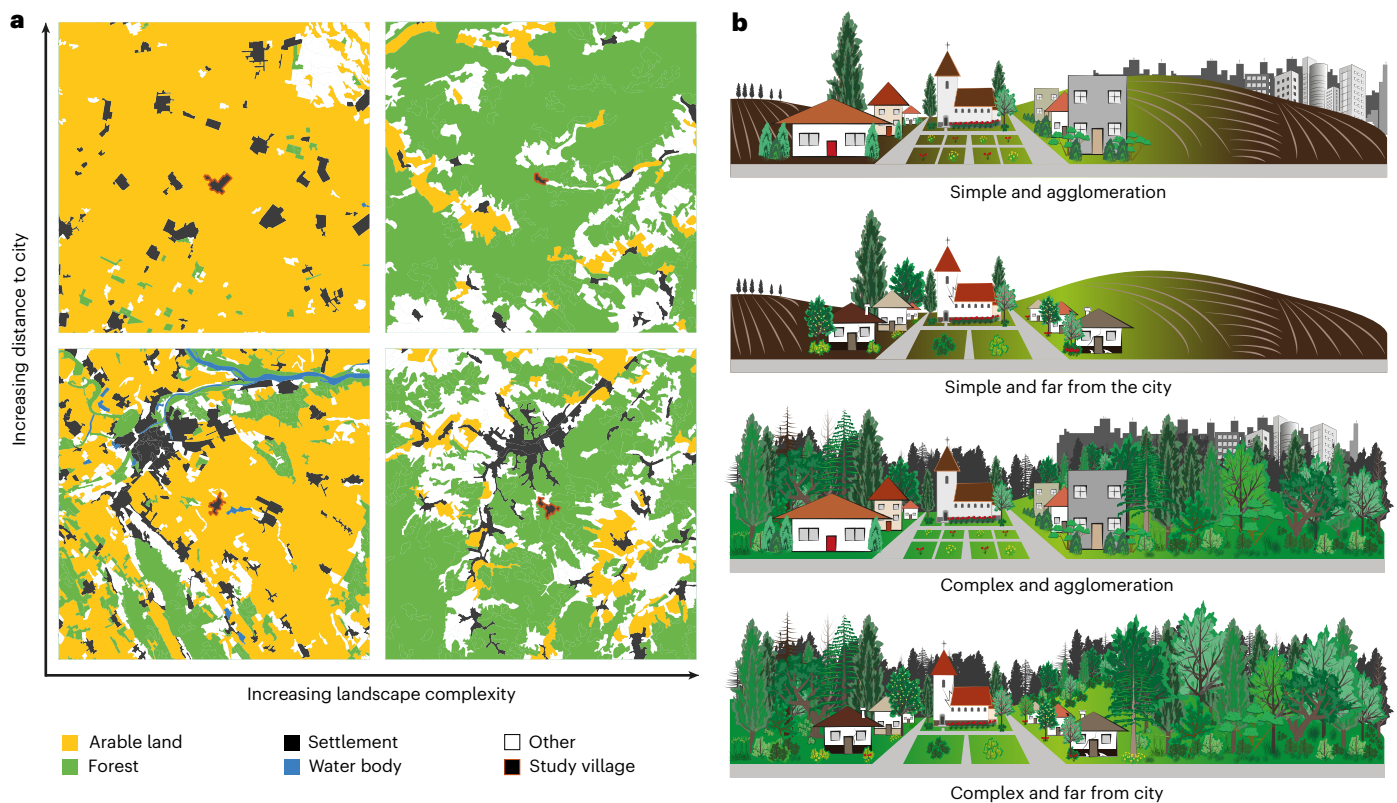 a
Increasing distance to city
Increasing landscape complexity
Arable land
Settlement
Other
Forest
Water body
Study village
b
Simple and agglomeration
Simple and far from the city
Complex and agglomeration
Complex and far from city